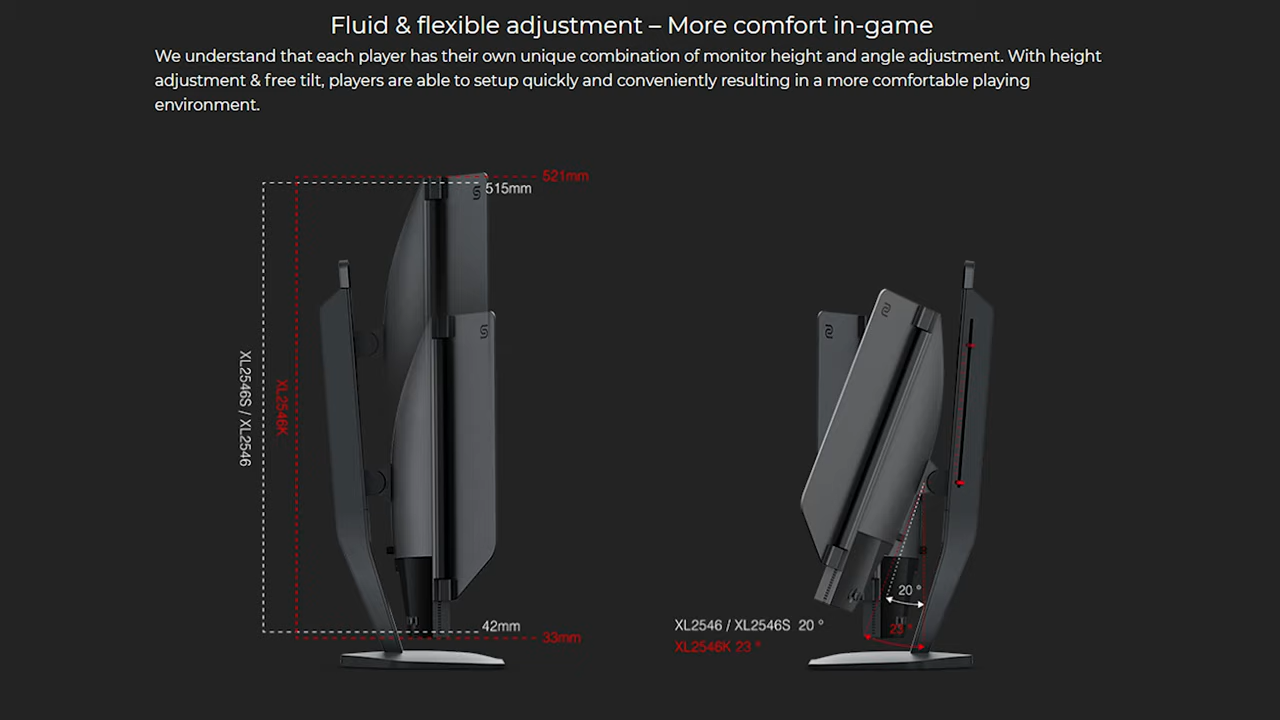 Fluid & flexible adjustment – More comfort in-game
We understand that each player has their own unique combination of monitor height and angle adjustment. With height
adjustment & free tilt, players are able to setup quickly and conveniently resulting in a more comfortable playing
environment.
521mm
515mm
XL2546S / XL2546
XL2546K
42mm
33mm
20 °
23 °
XL2546 / XL2546S 20 °
XL2546K 23 °